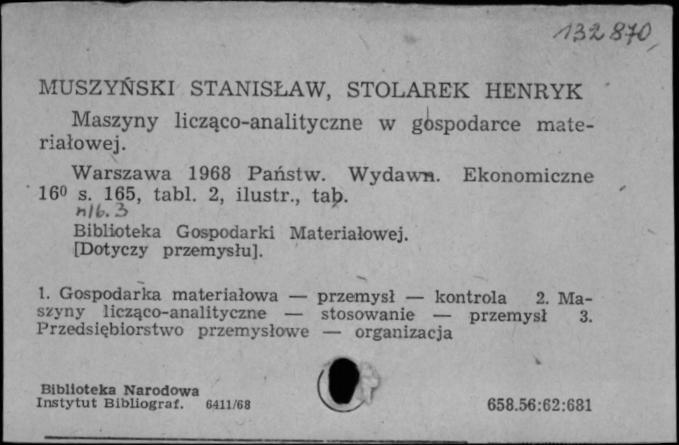 132 870
MUSZYŃSKI STANISŁAW, STOLAREK HENRYK
Maszyny licząco-analityczne w gospodarce mate-
riałowej.
Warszawa 1968 Państw. Wydawn. Ekonomiczne
16⁰ s. 165, tabl. 2, ilustr., tab.
nlb. 3
Biblioteka Gospodarki Materiałowej.
[Dotyczy przemysłu].
1. Gospodarka materiałowa — przemysł — kontrola 2. Ma-
szyny licząco-analityczne — stosowanie — przemysł 3.
Przedsiębiorstwo przemysłowe — organizacja
Biblioteka Narodowa
Instytut Bibliograf. 6411/68 658.56:62:681